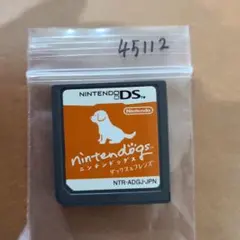 45112
NINTENDO DS
nintendogs
ニンテンドッグス
ダックス&フレンズ
NTR-ADGJ-JPN